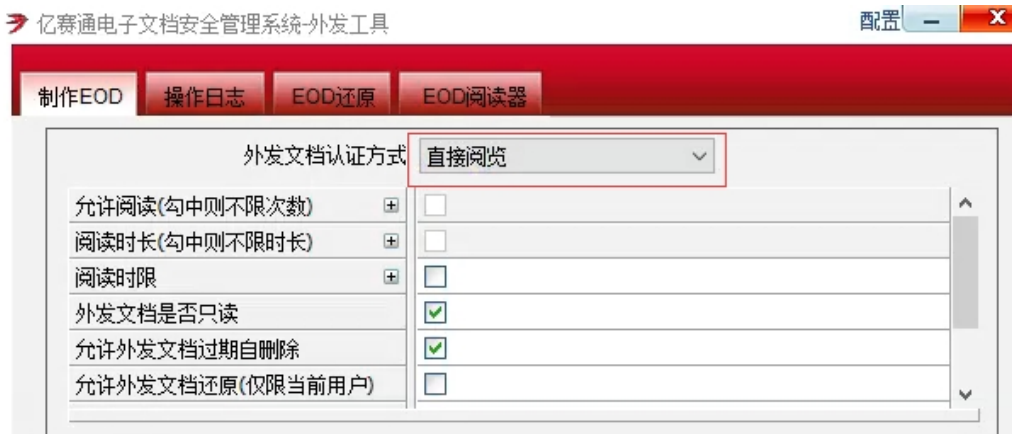 亿赛通电子文档安全管理系统-外发工具 配置
制作EOD 操作日志 EOD还原 EOD阅读器
外发文档认证方式 直接阅览
允许阅读(勾中则不限次数)
阅读时长(勾中则不限时长)
阅读时限
外发文档是否只读
允许外发文档过期自删除
允许外发文档还原(仅限当前用户)